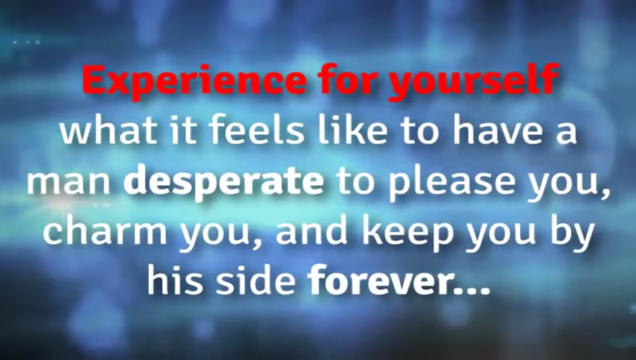 Experience for yourself
what it feels like to have a
man desperate to please you,
charm you, and keep you by
his side forever...